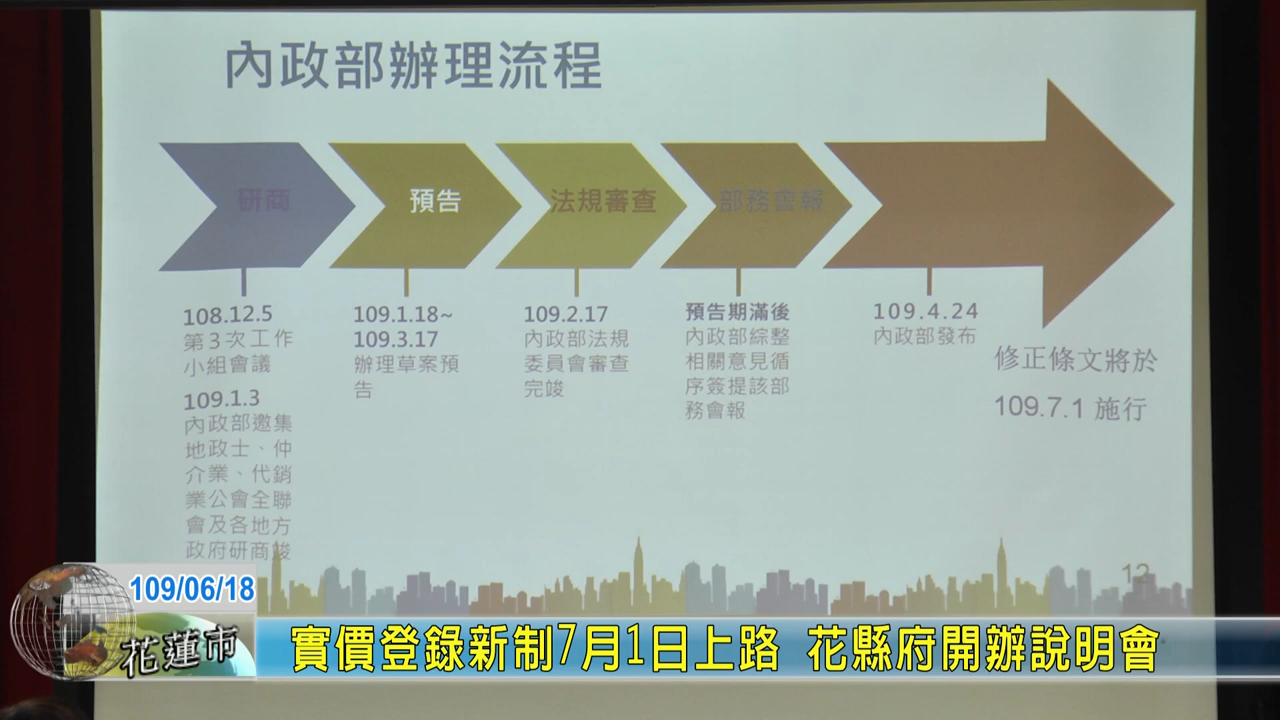 內政部辦理流程
研商
預告
法規審查
部務會報
108.12.5
第3次工作
小組會議
109.1.3
內政部邀集
地政士、仲
介業、代銷
業公會全聯
會及各地方
政府研商竣
109.1.18~
109.3.17
辦理草案預
告
109.2.17
內政部法規
委員會審查
完竣
預告期滿後
內政部綜整
相關意見循
序簽提該部
務會報
109.4.24
內政部發布
修正條文將於
109.7.1 施行
12
109/06/18
花蓮市
實價登錄新制7月1日上路 花縣府開辦說明會